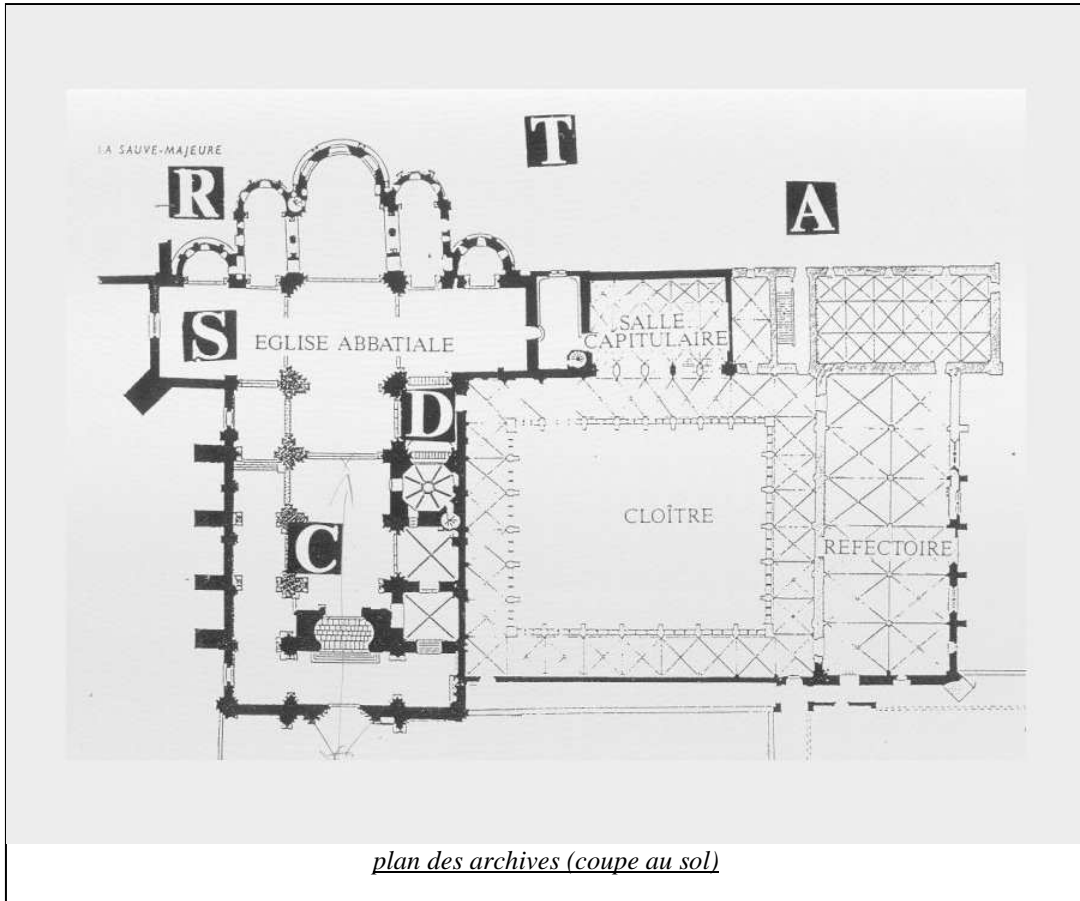 LA SAUVE-MAJEURE
T
R
A
S
EGLISE ABBATIALE
SALLE
CAPITULAIRE
D
CLOÎTRE
C
REFECTOIRE
plan des archives (coupe au sol)